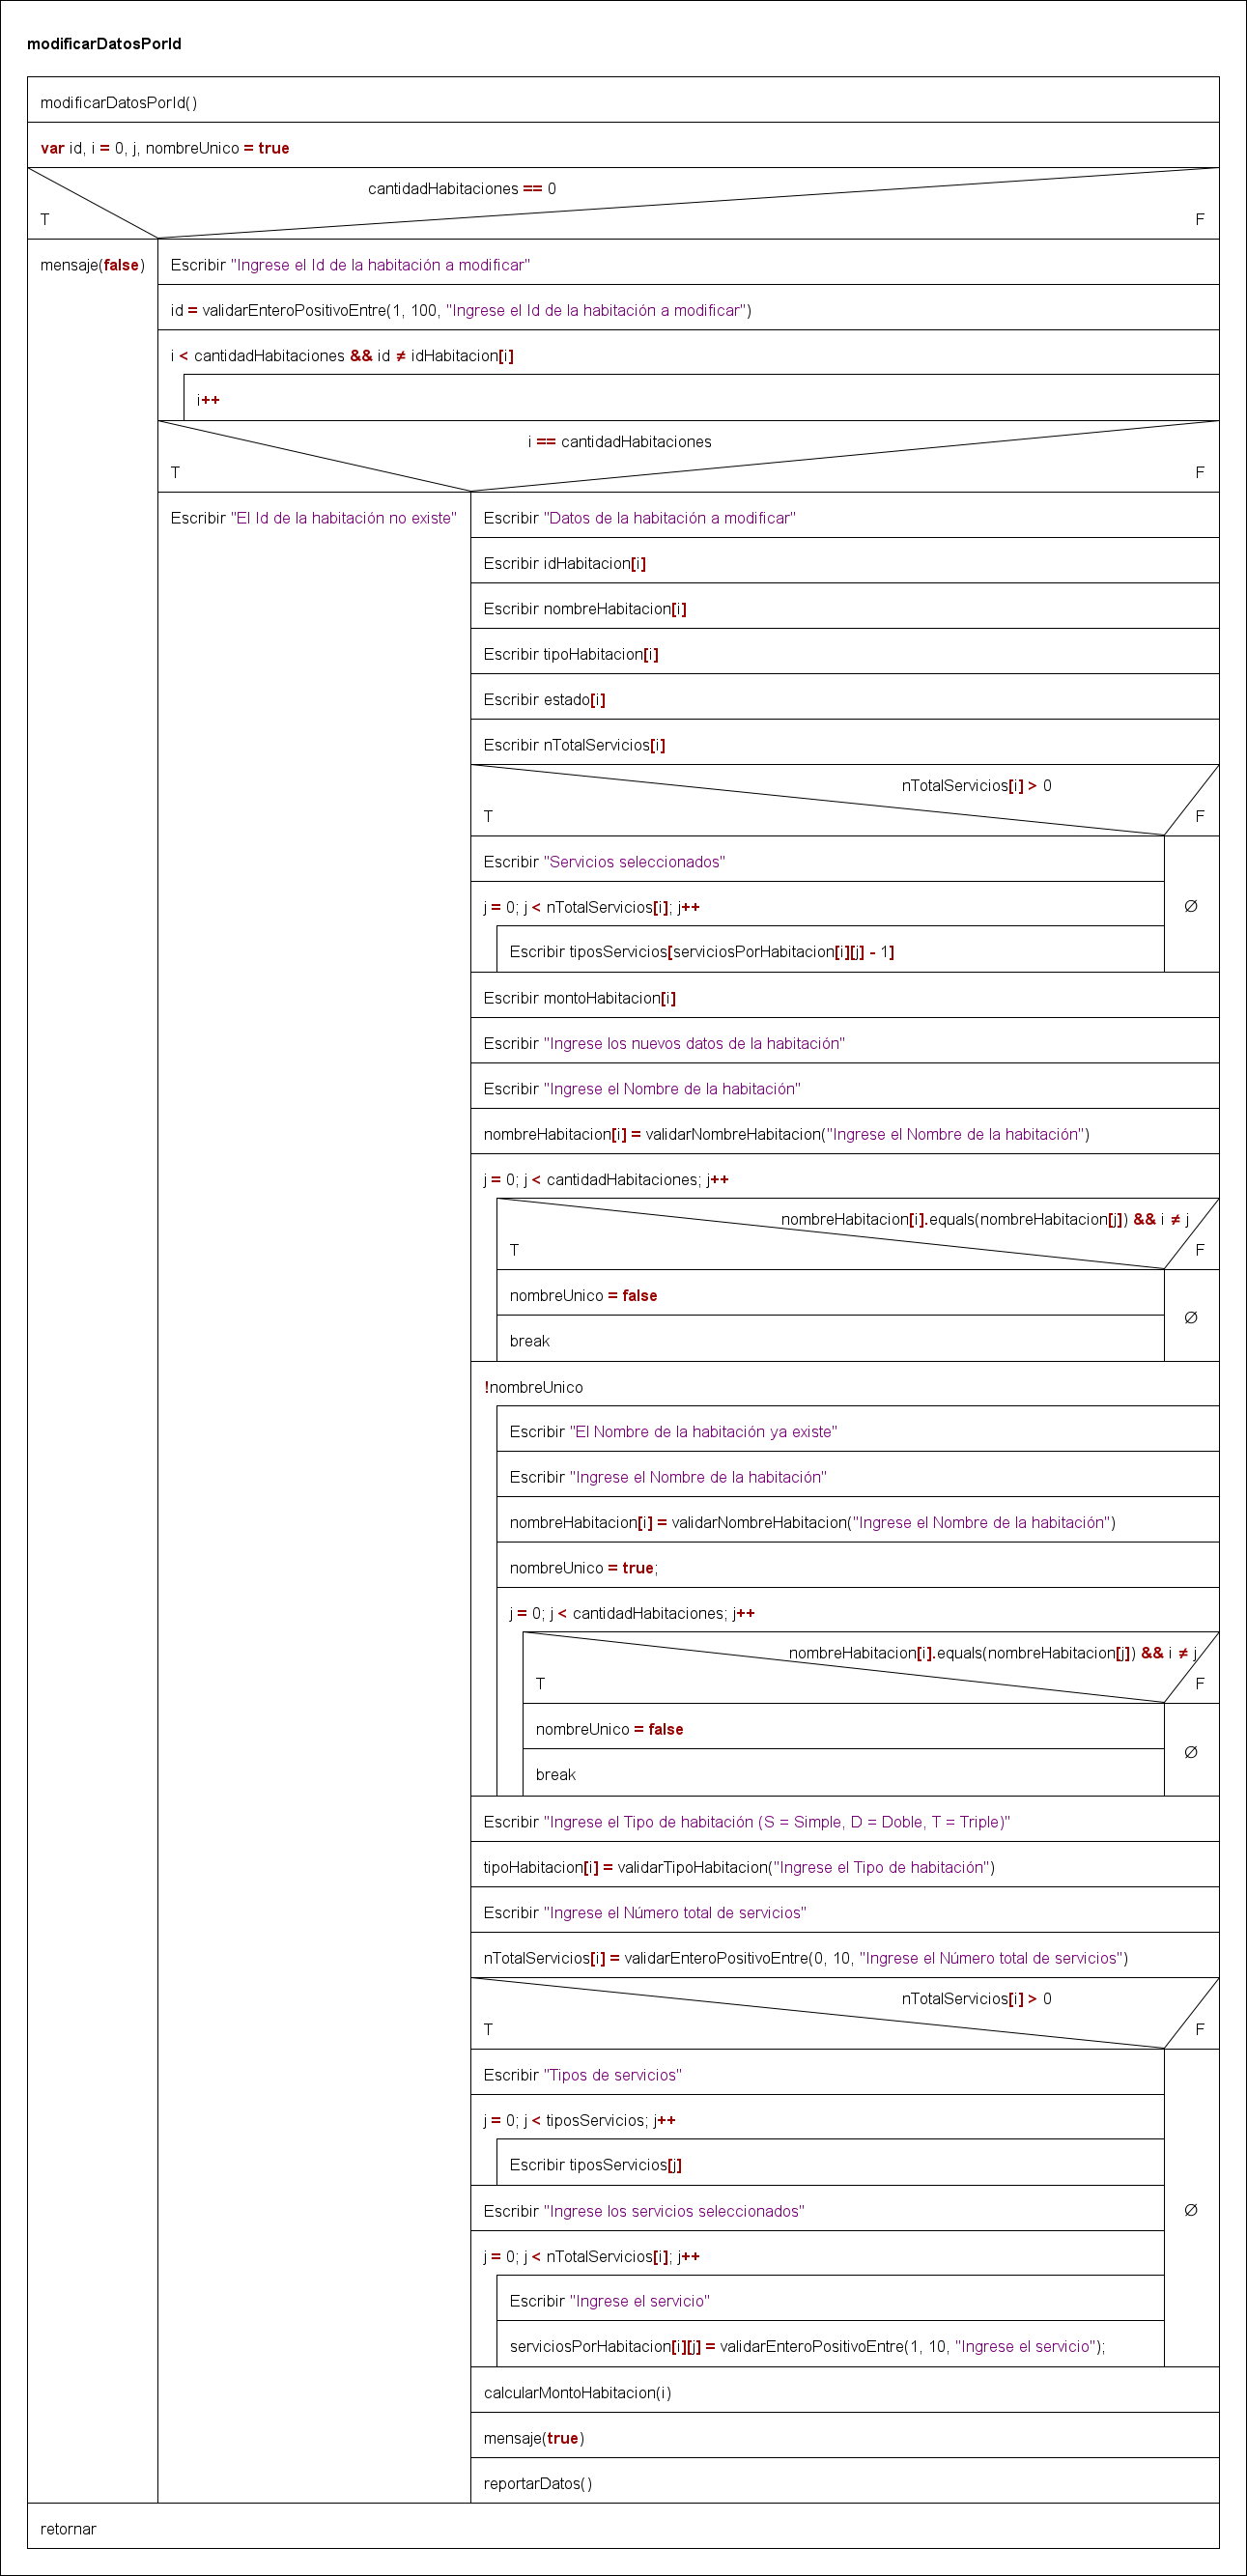 modificarDatosPorId
modificarDatosPorId()
var id, i = 0, j, nombreUnico = true
cantidadHabitaciones == 0
T
F
mensaje(false)
Escribir "Ingrese el Id de la habitación a modificar"
id = validarEnteroPositivoEntre(1, 100, "Ingrese el Id de la habitación a modificar")
i < cantidadHabitaciones && id ≠ idHabitacion[i]
i++
i == cantidadHabitaciones
T
F
Escribir "El Id de la habitación no existe"
Escribir "Datos de la habitación a modificar"
Escribir idHabitacion[i]
Escribir nombreHabitacion[i]
Escribir tipoHabitacion[i]
Escribir estado[i]
Escribir nTotalServicios[i]
nTotalServicios[i] > 0
T
F
Escribir "Servicios seleccionados"
j = 0; j < nTotalServicios[i]; j++
∅
Escribir tiposServicios[serviciosPorHabitacion[i][j] - 1]
Escribir montoHabitacion[i]
Escribir "Ingrese los nuevos datos de la habitación"
Escribir "Ingrese el Nombre de la habitación"
nombreHabitacion[i] = validarNombreHabitacion("Ingrese el Nombre de la habitación")
j = 0; j < cantidadHabitaciones; j++
nombreHabitacion[i].equals(nombreHabitacion[j]) && i ≠ j
T
F
nombreUnico = false
∅
break
!nombreUnico
Escribir "El Nombre de la habitación ya existe"
Escribir "Ingrese el Nombre de la habitación"
nombreHabitacion[i] = validarNombreHabitacion("Ingrese el Nombre de la habitación")
nombreUnico = true;
j = 0; j < cantidadHabitaciones; j++
nombreHabitacion[i].equals(nombreHabitacion[j]) && i ≠ j
T
F
nombreUnico = false
∅
break
Escribir "Ingrese el Tipo de habitación (S = Simple, D = Doble, T = Triple)"
tipoHabitacion[i] = validarTipoHabitacion("Ingrese el Tipo de habitación")
Escribir "Ingrese el Número total de servicios"
nTotalServicios[i] = validarEnteroPositivoEntre(0, 10, "Ingrese el Número total de servicios")
nTotalServicios[i] > 0
T
F
Escribir "Tipos de servicios"
j = 0; j < tiposServicios; j++
Escribir tiposServicios[j]
Escribir "Ingrese los servicios seleccionados"
∅
j = 0; j < nTotalServicios[i]; j++
Escribir "Ingrese el servicio"
serviciosPorHabitacion[i][j] = validarEnteroPositivoEntre(1, 10, "Ingrese el servicio");
calcularMontoHabitacion(i)
mensaje(true)
reportarDatos()
retornar